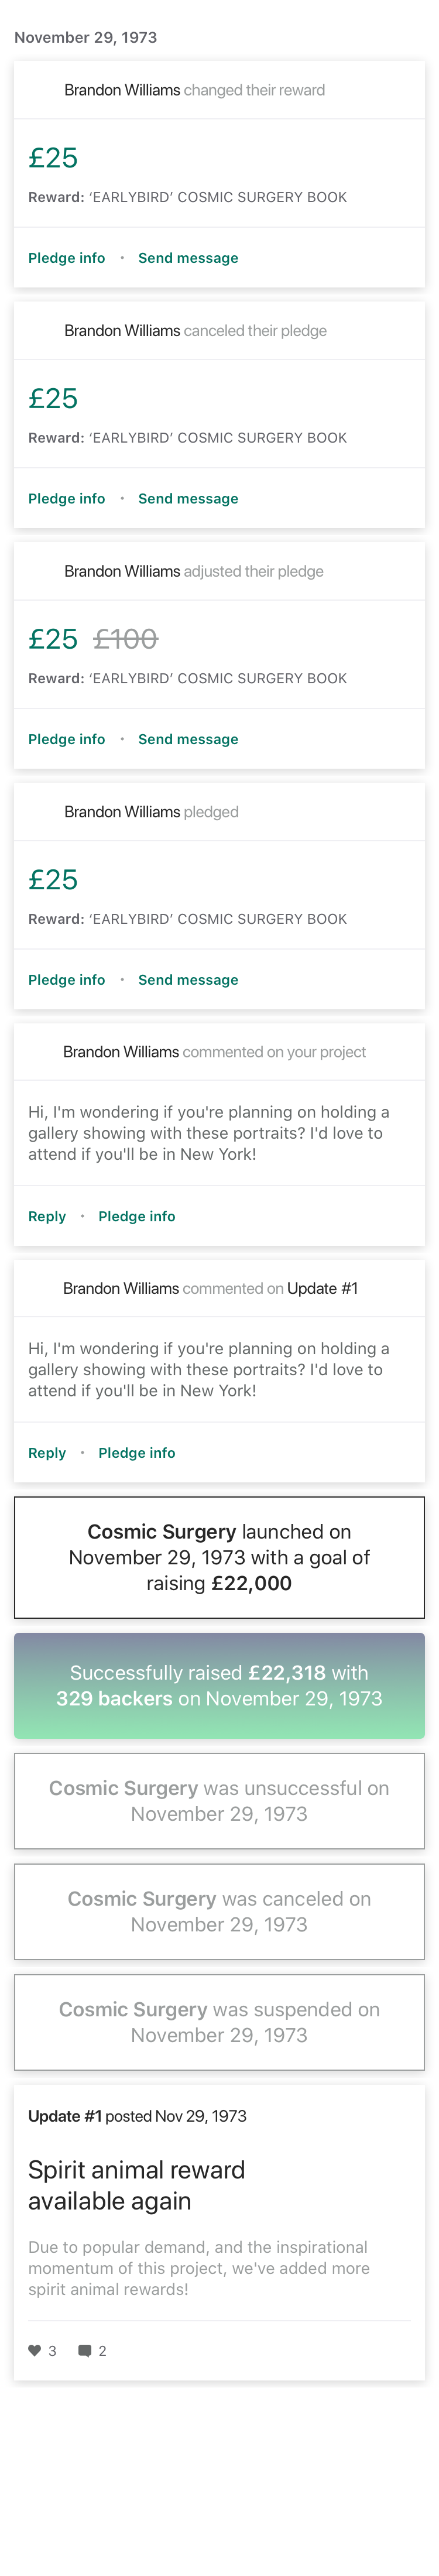 November 29, 1973
Brandon Williams changed their reward
£25
Reward: ‘EARLYBIRD’ COSMIC SURGERY BOOK
Pledge info • Send message
Brandon Williams canceled their pledge
£25
Reward: ‘EARLYBIRD’ COSMIC SURGERY BOOK
Pledge info • Send message
Brandon Williams adjusted their pledge
£25 £100
Reward: ‘EARLYBIRD’ COSMIC SURGERY BOOK
Pledge info • Send message
Brandon Williams pledged
£25
Reward: ‘EARLYBIRD’ COSMIC SURGERY BOOK
Pledge info • Send message
Brandon Williams commented on your project
Hi, I'm wondering if you're planning on holding a
gallery showing with these portraits? I'd love to
attend if you'll be in New York!
Reply • Pledge info
Brandon Williams commented on Update #1
Hi, I'm wondering if you're planning on holding a
gallery showing with these portraits? I'd love to
attend if you'll be in New York!
Reply • Pledge info
Cosmic Surgery launched on
November 29, 1973 with a goal of
raising £22,000
Successfully raised £22,318 with
329 backers on November 29, 1973
Cosmic Surgery was unsuccessful on
November 29, 1973
Cosmic Surgery was canceled on
November 29, 1973
Cosmic Surgery was suspended on
November 29, 1973
Update #1 posted Nov 29, 1973
Spirit animal reward
available again
Due to popular demand, and the inspirational
momentum of this project, we've added more
spirit animal rewards!
3 2